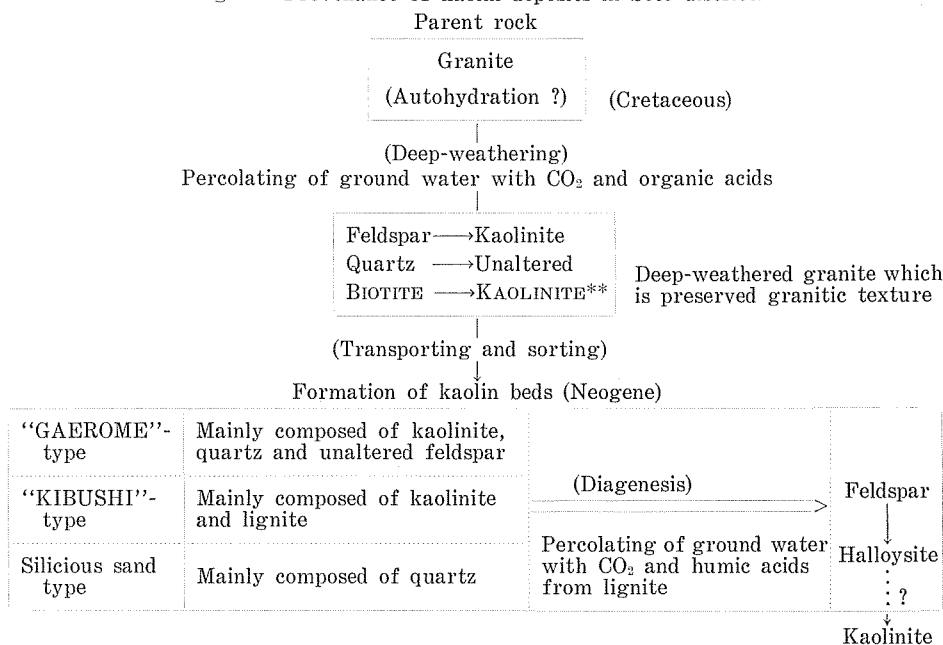 Parent rock
Granite
(Autohydration ?)
(Cretaceous)
(Deep-weathering)
Percolating of ground water with CO₂ and organic acids
Feldspar ⟶ Kaolinite
Quartz ⟶ Unaltered
BIOTITE ⟶ KAOLINITE**
Deep-weathered granite which
is preserved granitic texture
(Transporting and sorting)
Formation of kaolin beds (Neogene)
“GAEROME”-
type
Mainly composed of kaolinite,
quartz and unaltered feldspar
“KIBUSHI”-
type
Mainly composed of kaolinite
and lignite
Silicious sand
type
Mainly composed of quartz
(Diagenesis)
Percolating of ground water
with CO₂ and humic acids
from lignite
Feldspar
Halloysite
?
Kaolinite